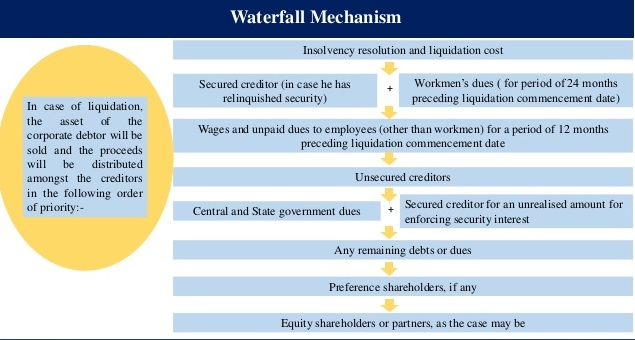 Waterfall Mechanism
In case of liquidation,
the asset of the
corporate debtor will be
sold and the proceeds
will be distributed
amongst the creditors
in the following order
of priority:-
Insolvency resolution and liquidation cost
Secured creditor (in case he has
relinquished security)
+
Workmen's dues ( for period of 24 months
preceding liquidation commencement date)
Wages and unpaid dues to employees (other than workmen) for a period of 12 months
preceding liquidation commencement date
Unsecured creditors
Central and State government dues
+
Secured creditor for an unrealised amount for
enforcing security interest
Any remaining debts or dues
Preference shareholders, if any
Equity shareholders or partners, as the case may be